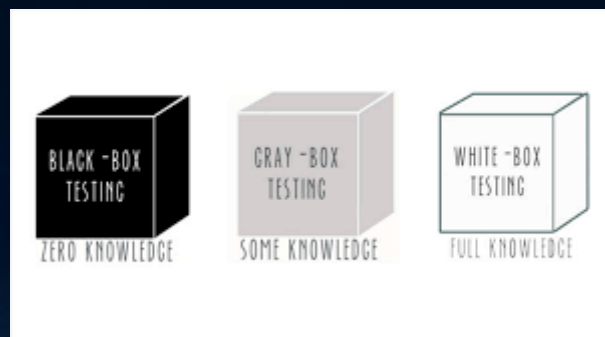 BLACK -BOX
TESTING
ZERO KNOWLEDGE
GRAY -BOX
TESTING
SOME KNOWLEDGE
WHITE -BOX
TESTING
FULL KNOWLEDGE